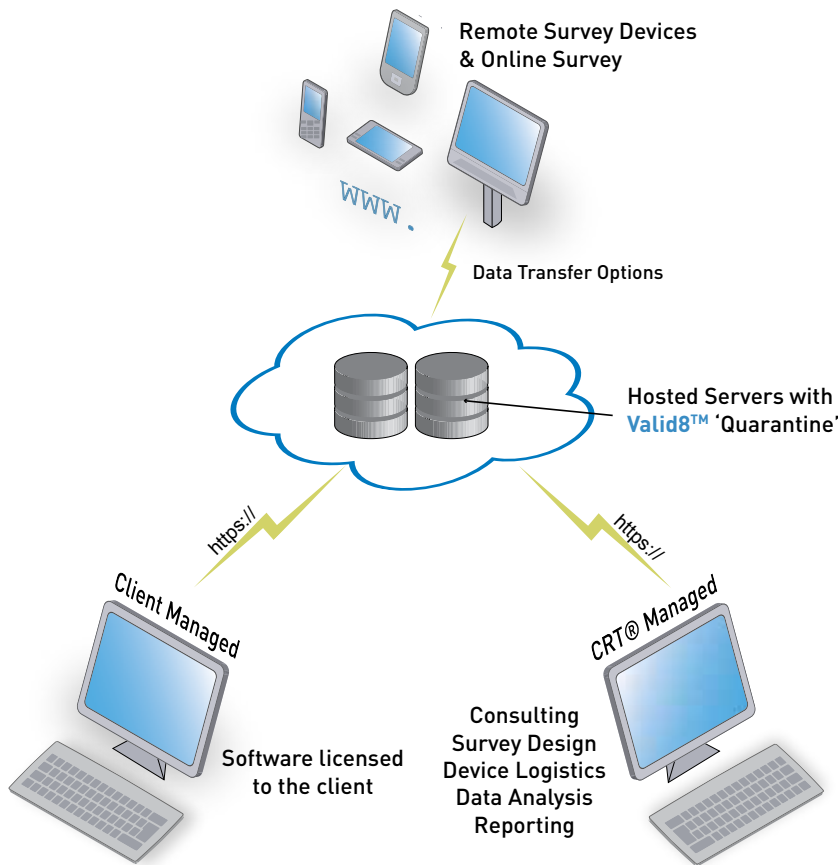 Remote Survey Devices
& Online Survey
www.
Data Transfer Options
Hosted Servers with
Valid8™ ‘Quarantine’
https://
https://
Client Managed
CRT® Managed
Software licensed
to the client
Consulting
Survey Design
Device Logistics
Data Analysis
Reporting